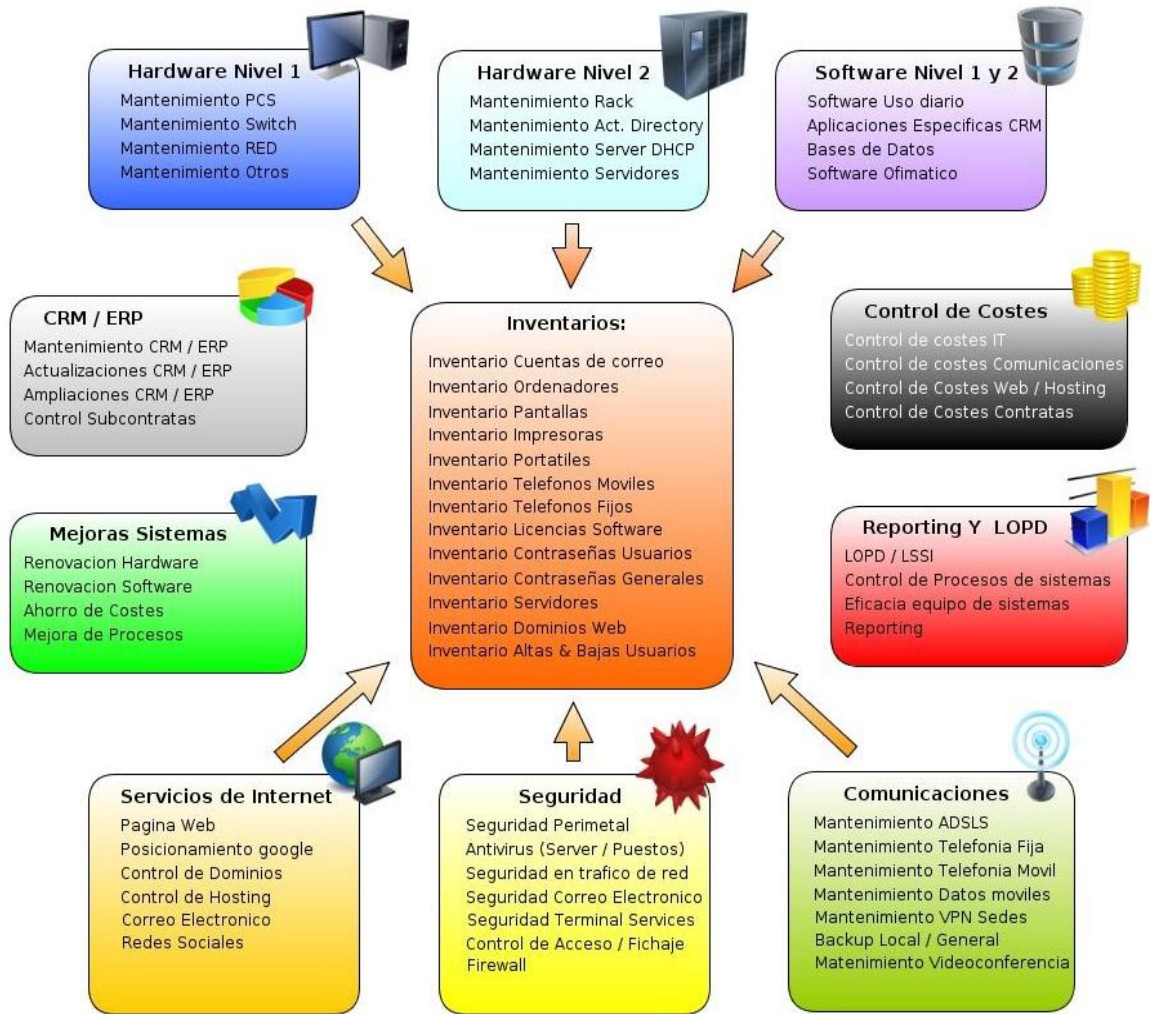 Hardware Nivel 1
Mantenimiento PCS
Mantenimiento Switch
Mantenimiento RED
Mantenimiento Otros
Hardware Nivel 2
Mantenimiento Rack
Mantenimiento Act. Directory
Mantenimiento Server DHCP
Mantenimiento Servidores
Software Nivel 1 y 2
Software Uso diario
Aplicaciones Especificas CRM
Bases de Datos
Software Ofimatico
CRM / ERP
Mantenimiento CRM / ERP
Actualizaciones CRM / ERP
Ampliaciones CRM / ERP
Control Subcontratas
Inventarios:
Inventario Cuentas de correo
Inventario Ordenadores
Inventario Pantallas
Inventario Impresoras
Inventario Portatiles
Inventario Telefonos Moviles
Inventario Telefonos Fijos
Inventario Licencias Software
Inventario Contraseñas Usuarios
Inventario Contraseñas Generales
Inventario Servidores
Inventario Dominios Web
Inventario Altas & Bajas Usuarios
Control de Costes
Control de costes IT
Control de costes Comunicaciones
Control de Costes Web / Hosting
Control de Costes Contratas
Mejoras Sistemas
Renovacion Hardware
Renovacion Software
Ahorro de Costes
Mejora de Procesos
Reporting Y LOPD
LOPD / LSSI
Control de Procesos de sistemas
Eficacia equipo de sistemas
Reporting
Servicios de Internet
Pagina Web
Posicionamiento google
Control de Dominios
Control de Hosting
Correo Electronico
Redes Sociales
Seguridad
Seguridad Perimetal
Antivirus (Server / Puestos)
Seguridad en trafico de red
Seguridad Correo Electronico
Seguridad Terminal Services
Control de Acceso / Fichaje
Firewall
Comunicaciones
Mantenimiento ADSLS
Mantenimiento Telefonia Fija
Mantenimiento Telefonia Movil
Mantenimiento Datos moviles
Mantenimiento VPN Sedes
Backup Local / General
Matenimiento Videoconferencia